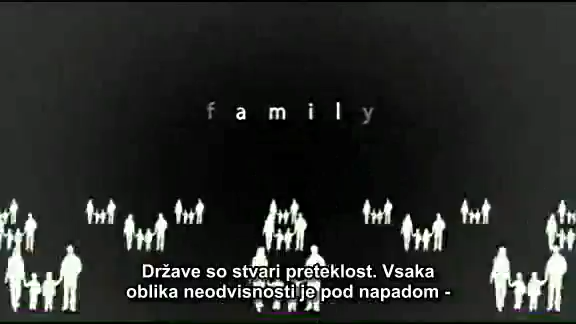 family
Države so stvari preteklost. Vsaka
oblika neodvisnosti je pod napadom -